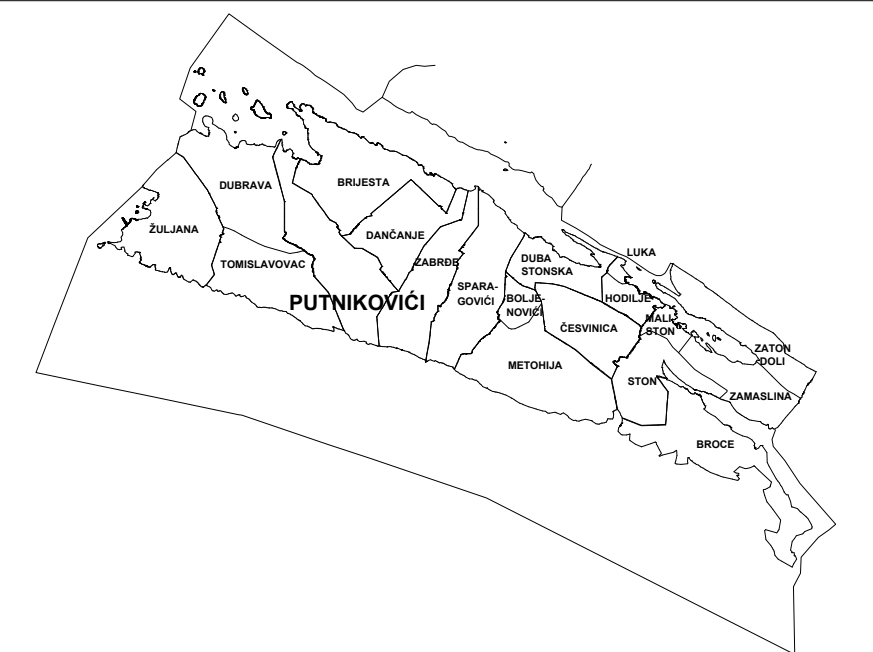 BRIJESTA
DUBRAVA
ŽULJANA
DANČANJE
TOMISLAVOVAC
ZABRĐE
PUTNIKOVIĆI
SPARA-
GOVIĆI
DUBA
STONSKA
LUKA
BOLJE-
NOVIĆI
HODILJE
MALI
STON
ČESVINICA
METOHIJA
ZATON
DOLI
STON
ZAMASLINA
BROCE